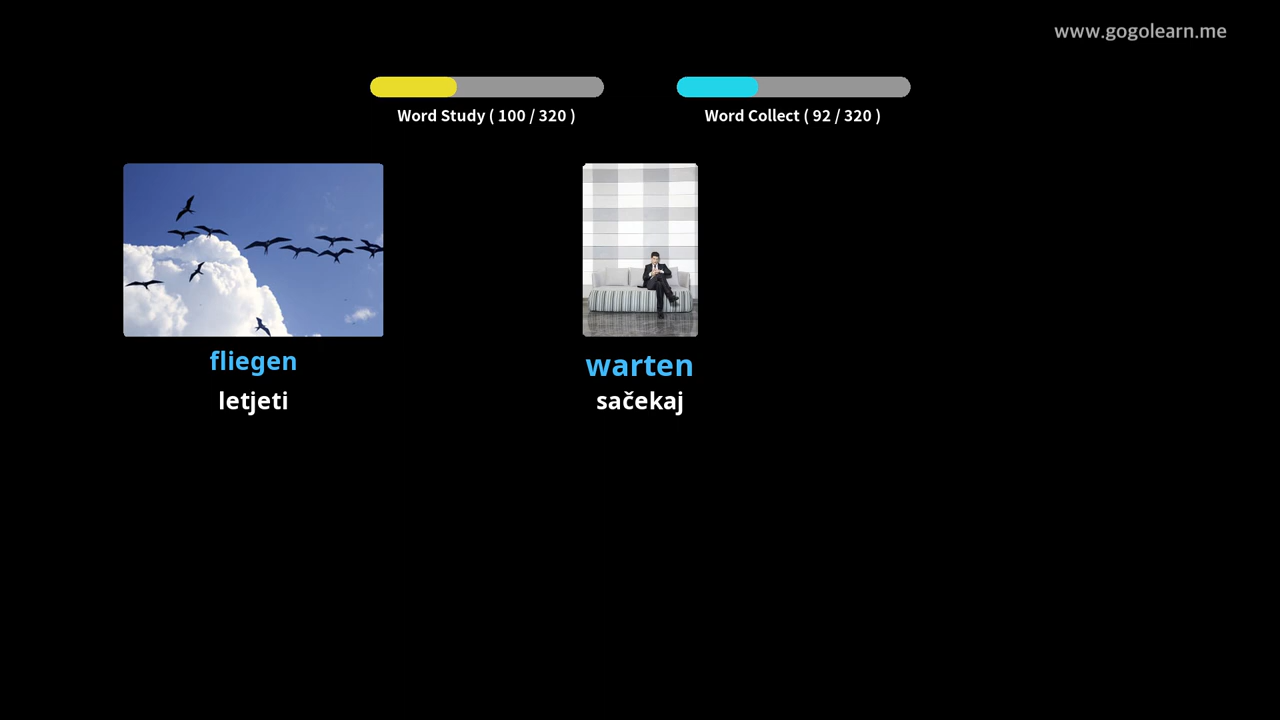 www.gogolearn.me
Word Study ( 100 / 320 )
Word Collect ( 92 / 320 )
fliegen
letjeti
warten
sačekaj